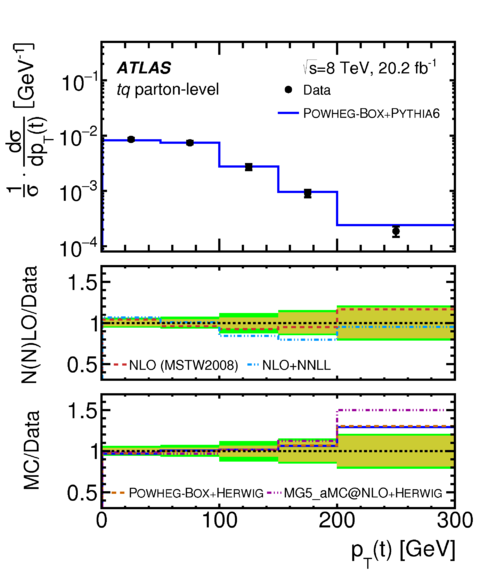 ATLAS
tq parton-level
√s=8 TeV, 20.2 fb⁻¹
Data
POWHEG-BOX+PYTHIA6
1/σ · dσ/dp_T(t) [GeV⁻¹]
10⁻¹
10⁻²
10⁻³
10⁻⁴
N(N)LO/Data
1.5
1
0.5
NLO (MSTW2008) NLO+NNLL
MC/Data
1.5
1
0.5
POWHEG-BOX+HERWIG MG5_aMC@NLO+HERWIG
0 100 200 300
p_T(t) [GeV]